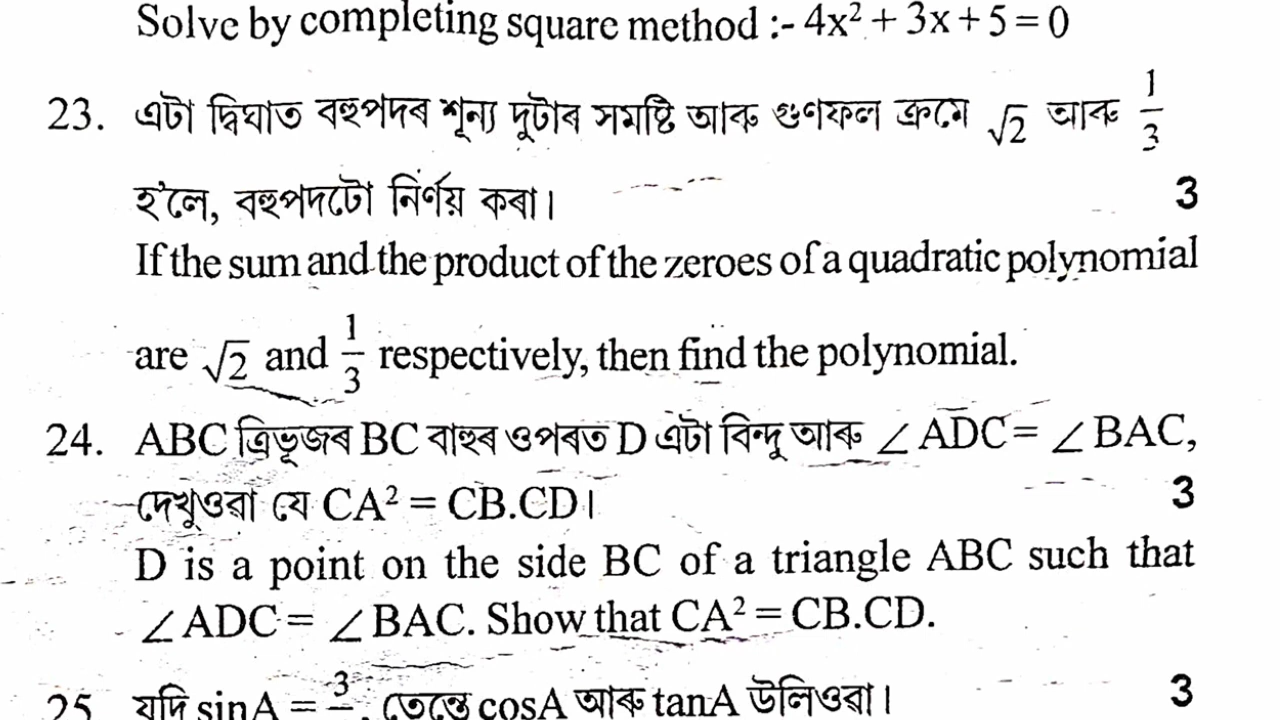 Solve by completing square method :- 4x² + 3x + 5 = 0
23. এটা দ্বিঘাত বহুপদৰ শূন্য দুটাৰ সমষ্টি আৰু গুণফল ক্ৰমে √2 আৰু 1/3
হ'লে, বহুপদটো নিৰ্ণয় কৰা। 3
If the sum and the product of the zeroes of a quadratic polynomial
are √2 and 1/3 respectively, then find the polynomial.
24. ABC ত্ৰিভূজৰ BC বাহুৰ ওপৰত D এটা বিন্দু আৰু ∠ADC = ∠BAC,
দেখুওৱা যে CA² = CB.CD। 3
D is a point on the side BC of a triangle ABC such that
∠ADC = ∠BAC. Show that CA² = CB.CD.
25 যদি sinA = 3, তেন্তে cosA আৰু tanA উলিওৱা। 3